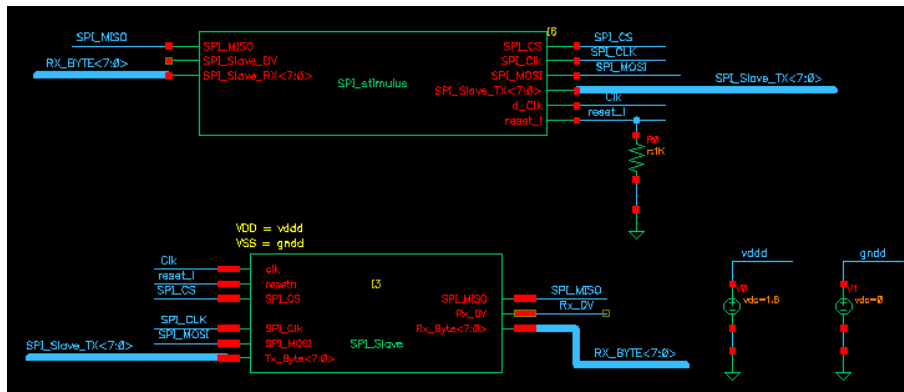 SPI_MISO
RX_BYTE<7:0>
SPI_MISO
SPI_Slave_DV
SPI_Slave_RX<7:0>
SPI_stimulus
I6
SPI_CS
SPI_Clk
SPI_MOSI
SPI_Slave_TX<7:0>
d_Clk
reset_l
SPI_CS
SPI_CLK
SPI_MOSI
SPI_Slave_TX<7:0>
Clk
reset_l
R0
r:1K
VDD = vddd
VSS = gndd
Clk
reset_l
SPI_CS
SPI_CLK
SPI_MOSI
SPI_Slave_TX<7:0>
clk
resetn
SPI_CS
SPI_Clk
SPI_MOSI
Tx_Byte<7:0>
I3
SPI_Slave
SPI_MISO
Rx_DV
Rx_Byte<7:0>
SPI_MISO
Rx_DV
RX_BYTE<7:0>
vddd
V0
vdc=1.8
gndd
V1
vdc=0